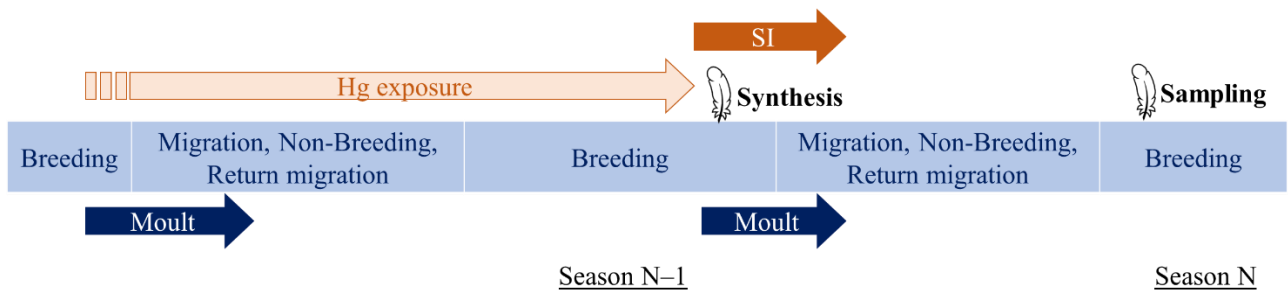 SI
Hg exposure
Synthesis
Sampling
Breeding
Migration, Non-Breeding,
Return migration
Breeding
Migration, Non-Breeding,
Return migration
Breeding
Moult
Moult
Season N–1
Season N